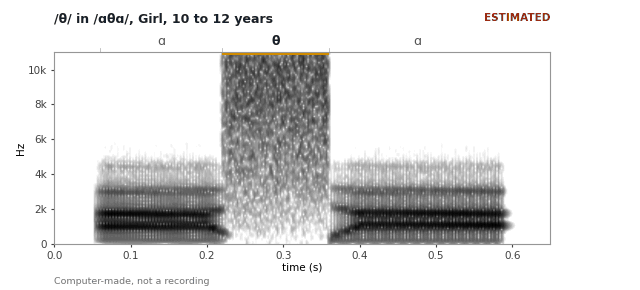 /θ/ in /ɑθɑ/, Girl, 10 to 12 years
ESTIMATED
ɑ θ ɑ
10k
8k
6k
4k
2k
0
Hz
0.0 0.1 0.2 0.3 0.4 0.5 0.6
time (s)
Computer-made, not a recording